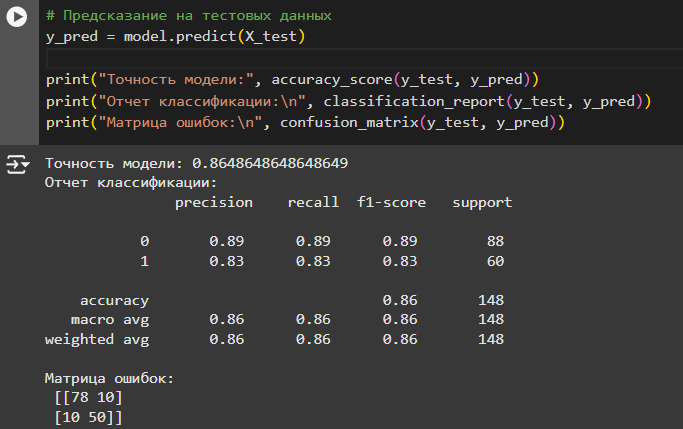 # Предсказание на тестовых данных
y_pred = model.predict(X_test)
print("Точность модели:", accuracy_score(y_test, y_pred))
print("Отчет классификации:\n", classification_report(y_test, y_pred))
print("Матрица ошибок:\n", confusion_matrix(y_test, y_pred))
Точность модели: 0.8648648648648649
Отчет классификации:
precision recall f1-score support
0 0.89 0.89 0.89 88
1 0.83 0.83 0.83 60
accuracy 0.86 148
macro avg 0.86 0.86 0.86 148
weighted avg 0.86 0.86 0.86 148
Матрица ошибок:
[[78 10]
[10 50]]